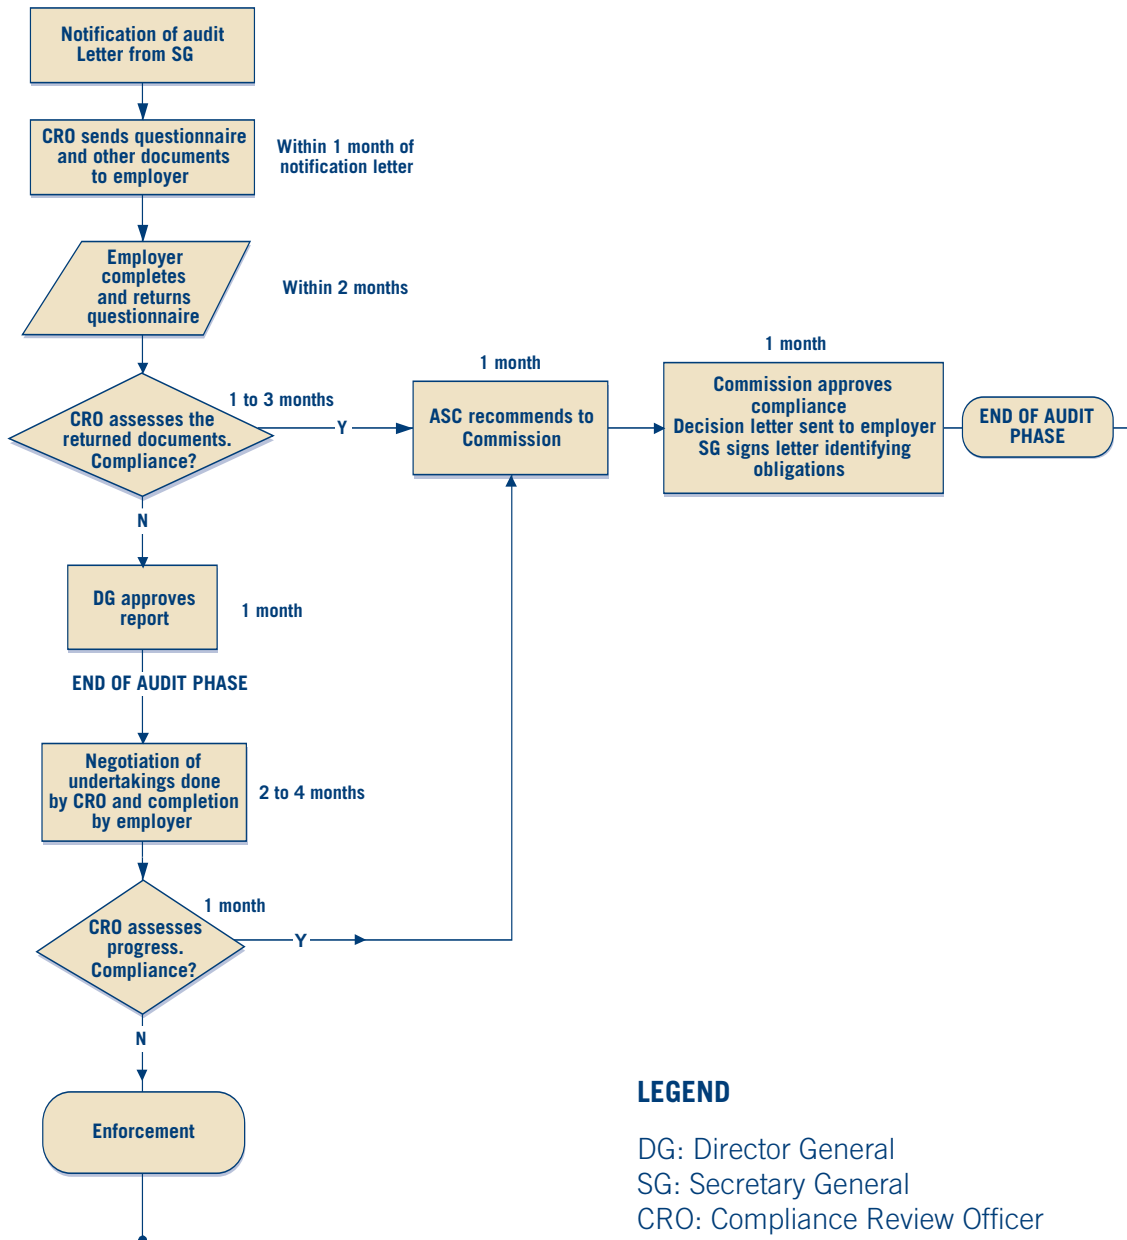 Notification of audit
Letter from SG
CRO sends questionnaire
and other documents
to employer
Within 1 month of
notification letter
Employer
completes
and returns
questionnaire
Within 2 months
CRO assesses the
returned documents.
Compliance?
1 to 3 months
Y
1 month
ASC recommends to
Commission
1 month
Commission approves
compliance
Decision letter sent to employer
SG signs letter identifying
obligations
END OF AUDIT
PHASE
N
DG approves
report
1 month
END OF AUDIT PHASE
Negotiation of
undertakings done
by CRO and completion
by employer
2 to 4 months
CRO assesses
progress.
Compliance?
1 month
Y
N
Enforcement
LEGEND
DG: Director General
SG: Secretary General
CRO: Compliance Review Officer